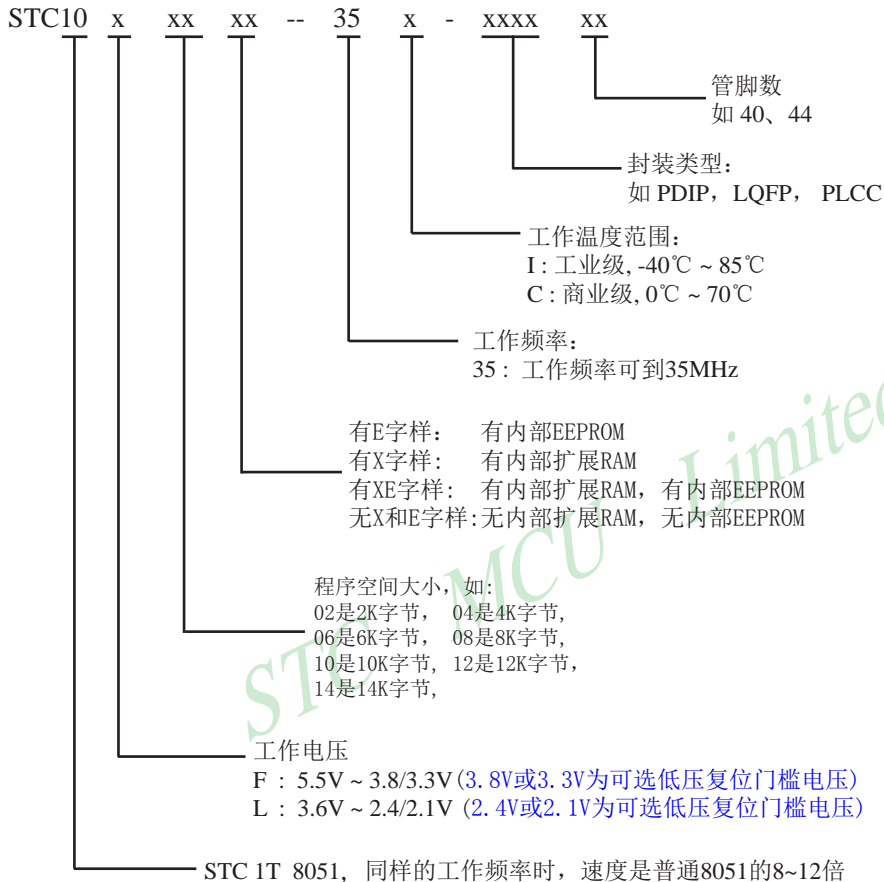 STC10 x xx xx -- 35 x - xxxx xx
管脚数
如 40、44
封装类型：
如 PDIP，LQFP， PLCC
工作温度范围：
I : 工业级, -40℃ ~ 85℃
C : 商业级, 0℃ ~ 70℃
工作频率：
35 : 工作频率可到35MHz
有E字样： 有内部EEPROM
有X字样: 有内部扩展RAM
有XE字样: 有内部扩展RAM，有内部EEPROM
无X和E字样:无内部扩展RAM，无内部EEPROM
程序空间大小，如:
02是2K字节， 04是4K字节,
06是6K字节， 08是8K字节,
10是10K字节, 12是12K字节，
14是14K字节,
工作电压
F : 5.5V ~ 3.8/3.3V(3.8V或3.3V为可选低压复位门槛电压)
L : 3.6V ~ 2.4/2.1V (2.4V或2.1V为可选低压复位门槛电压)
STC 1T 8051, 同样的工作频率时，速度是普通8051的8~12倍
STC MCU Limited